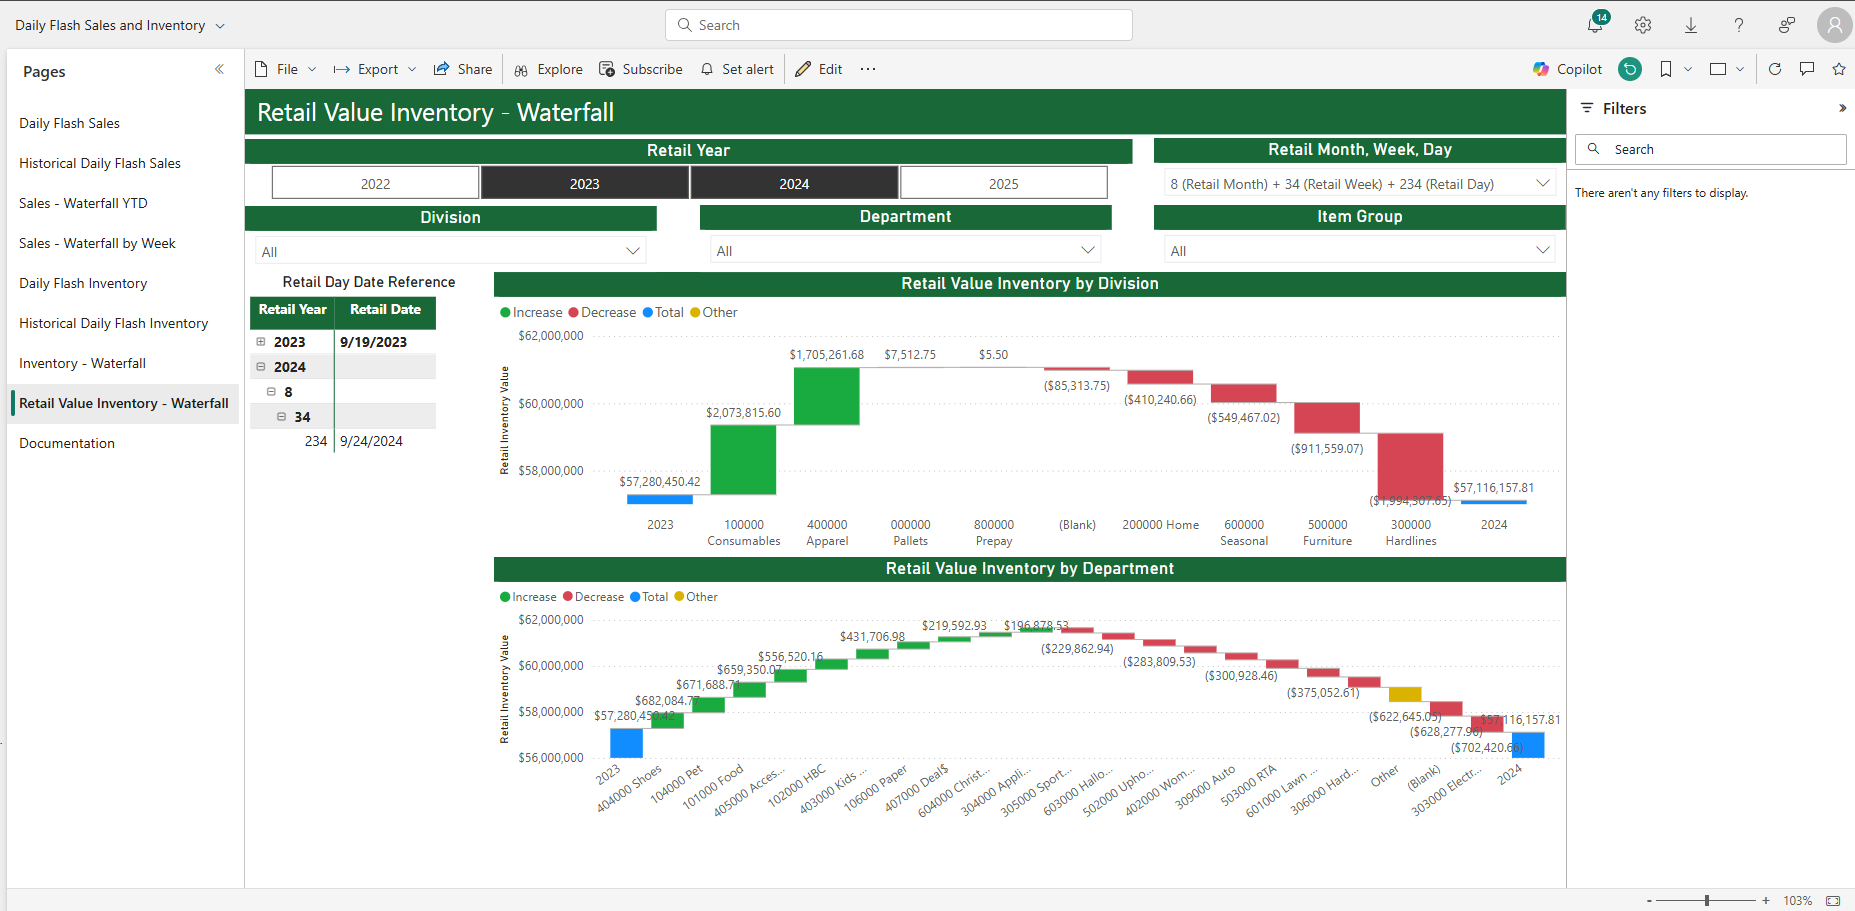 Daily Flash Sales and Inventory
Search
14
Pages
File
Export
Share
Explore
Subscribe
Set alert
Edit
Copilot
Daily Flash Sales
Historical Daily Flash Sales
Sales - Waterfall YTD
Sales - Waterfall by Week
Daily Flash Inventory
Historical Daily Flash Inventory
Inventory - Waterfall
Retail Value Inventory - Waterfall
Documentation
Retail Value Inventory - Waterfall
Retail Year
2022
2023
2024
2025
Retail Month, Week, Day
8 (Retail Month) + 34 (Retail Week) + 234 (Retail Day)
Division
All
Department
All
Item Group
All
Retail Day Date Reference
Retail Year Retail Date
2023 9/19/2023
2024
8
34
234 9/24/2024
Retail Value Inventory by Division
Increase Decrease Total Other
Retail Inventory Value
$62,000,000
$60,000,000
$58,000,000
$57,280,450.42
$2,073,815.60
$1,705,261.68
$7,512.75
$5.50
($85,313.75)
($410,240.66)
($549,467.02)
($911,559.07)
($1,994,307.65)
$57,116,157.81
2023
100000 Consumables
400000 Apparel
000000 Pallets
800000 Prepay
(Blank)
200000 Home
600000 Seasonal
500000 Furniture
300000 Hardlines
2024
Retail Value Inventory by Department
Increase Decrease Total Other
Retail Inventory Value
$62,000,000
$60,000,000
$58,000,000
$56,000,000
$57,280,450.42
$682,084.77
$671,688.71
$659,350.07
$556,520.16
$431,706.98
$219,592.93
$196,878.53
($229,862.94)
($283,809.53)
($300,928.46)
($375,052.61)
($622,645.05)
($628,277.96)
($702,420.66)
$57,116,157.81
2023
404000 Shoes
104000 Pet
101000 Food
405000 Acces...
102000 HBC
403000 Kids ...
106000 Paper
407000 Deal$
604000 Christ...
304000 Appli...
305000 Sport...
603000 Hallo...
502000 Upho...
402000 Wom...
309000 Auto
503000 RTA
601000 Lawn ...
306000 Hard...
Other
(Blank)
303000 Electr...
2024
Filters
Search
There aren't any filters to display.
- + 103%